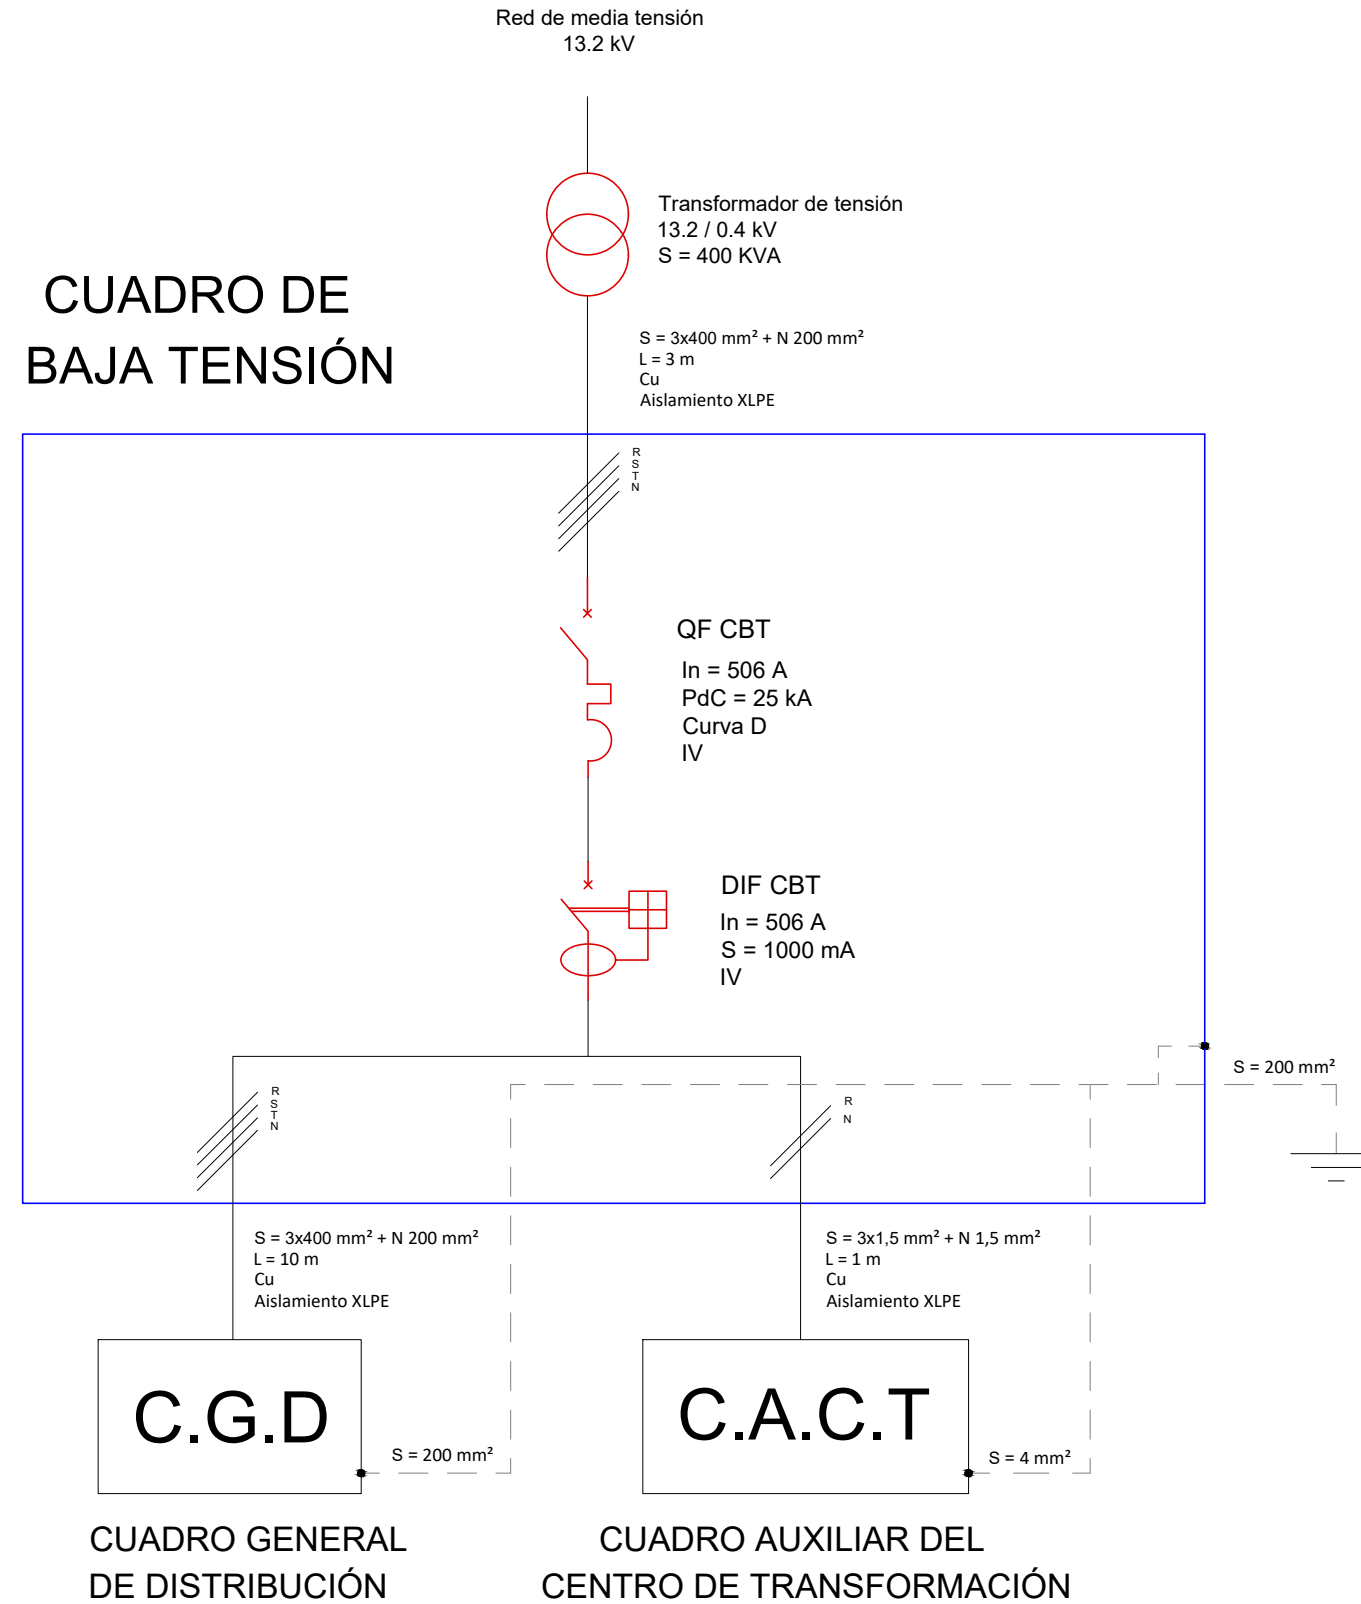 Red de media tensión
13.2 kV
Transformador de tensión
13.2 / 0.4 kV
S = 400 KVA
CUADRO DE
BAJA TENSIÓN
S = 3x400 mm² + N 200 mm²
L = 3 m
Cu
Aislamiento XLPE
R
S
T
N
QF CBT
In = 506 A
PdC = 25 kA
Curva D
IV
DIF CBT
In = 506 A
S = 1000 mA
IV
S = 200 mm²
R
S
T
N
R
N
S = 3x400 mm² + N 200 mm²
L = 10 m
Cu
Aislamiento XLPE
S = 3x1,5 mm² + N 1,5 mm²
L = 1 m
Cu
Aislamiento XLPE
C.G.D
S = 200 mm²
C.A.C.T
S = 4 mm²
CUADRO GENERAL
DE DISTRIBUCIÓN
CUADRO AUXILIAR DEL
CENTRO DE TRANSFORMACIÓN